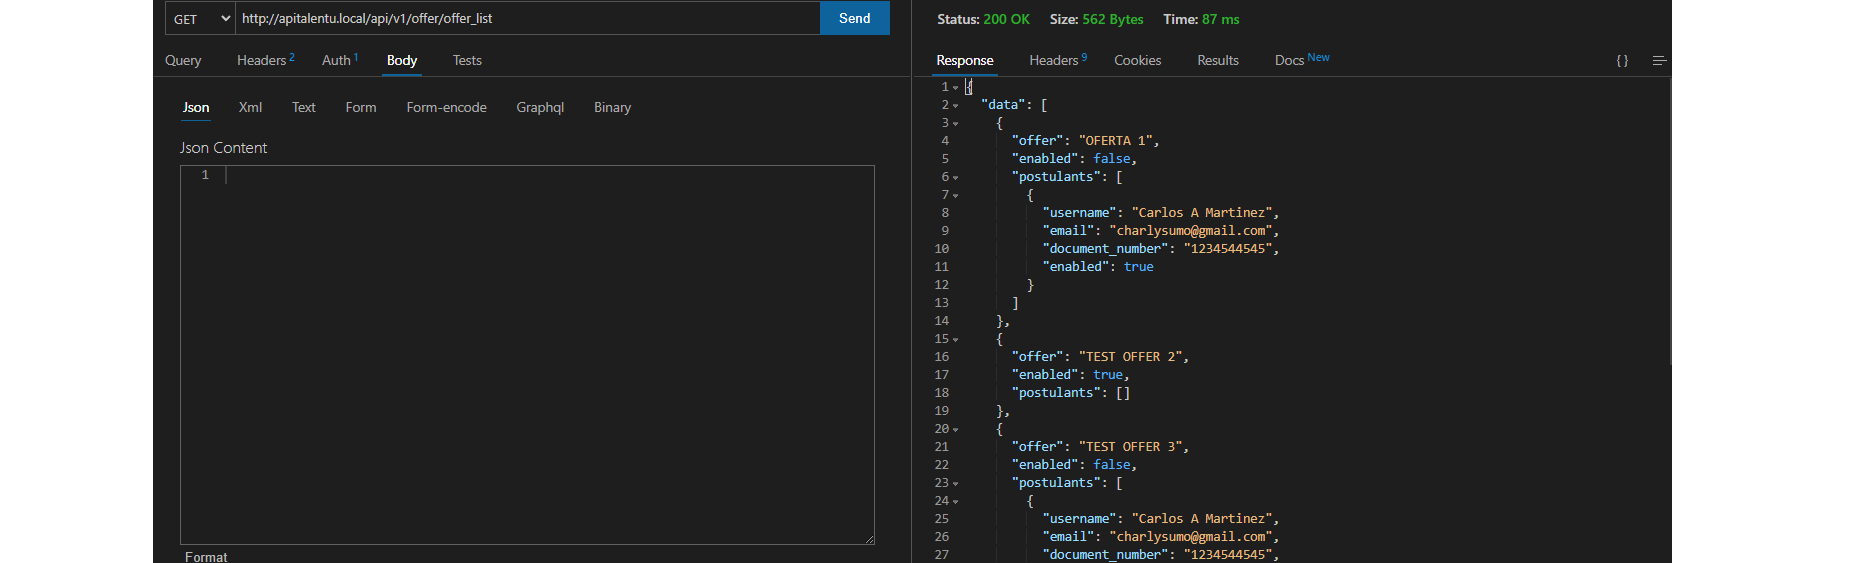 GET http://apitalentu.local/api/v1/offer/offer_list Send
Query Headers 2 Auth 1 Body Tests
Json Xml Text Form Form-encode Graphql Binary
Json Content
1
Format
Status: 200 OK Size: 562 Bytes Time: 87 ms
Response Headers 9 Cookies Results Docs New {}
1 {
2 "data": [
3 {
4 "offer": "OFERTA 1",
5 "enabled": false,
6 "postulants": [
7 {
8 "username": "Carlos A Martinez",
9 "email": "charlysumo@gmail.com",
10 "document_number": "1234544545",
11 "enabled": true
12 }
13 ]
14 },
15 {
16 "offer": "TEST OFFER 2",
17 "enabled": true,
18 "postulants": []
19 },
20 {
21 "offer": "TEST OFFER 3",
22 "enabled": false,
23 "postulants": [
24 {
25 "username": "Carlos A Martinez",
26 "email": "charlysumo@gmail.com",
27 "document_number": "1234544545",